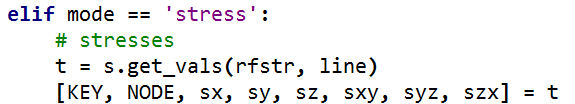 elif mode == 'stress':
    # stresses
    t = s.get_vals(rfstr, line)
    [KEY, NODE, sx, sy, sz, sxy, syz, szx] = t